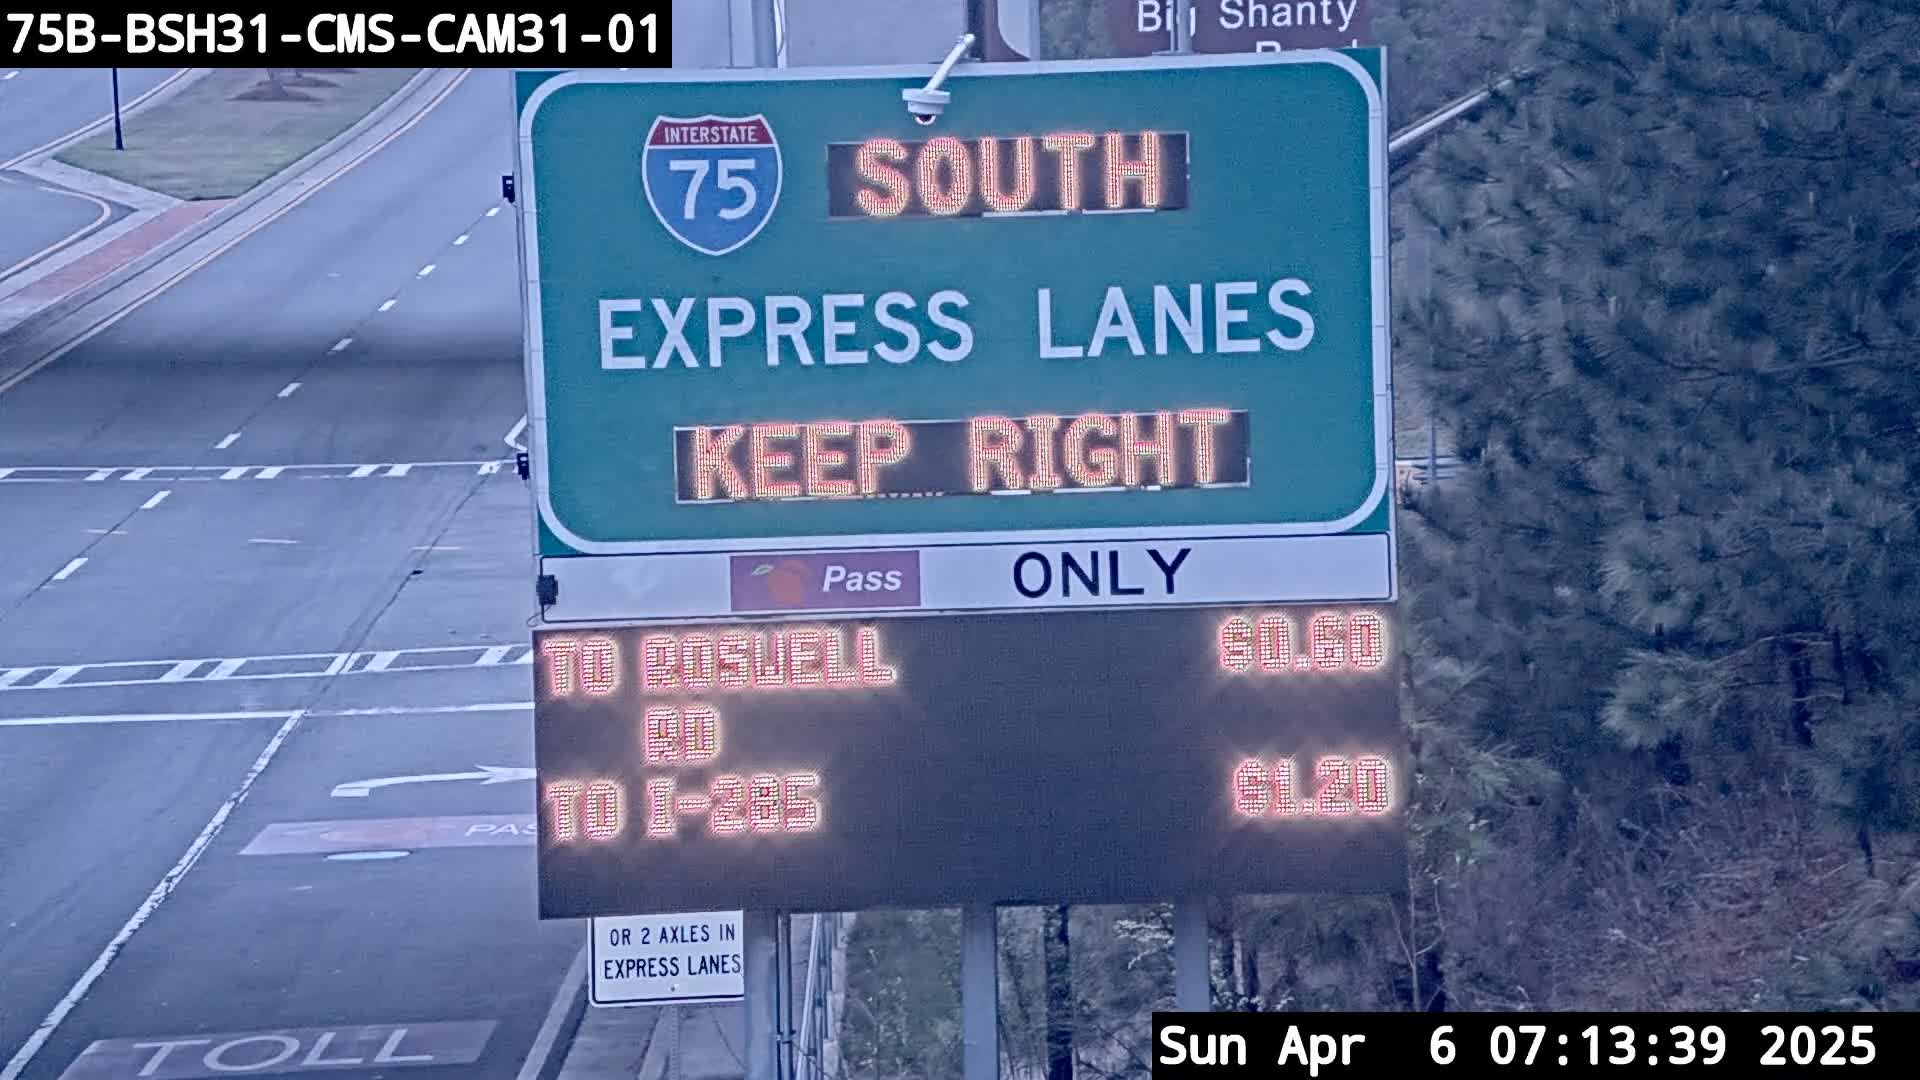 75B-BSH31-CMS-CAM31-01
Big Shanty
INTERSTATE
75
SOUTH
EXPRESS LANES
KEEP RIGHT
Pass ONLY
TO ROSWELL $0.60
RD
TO I-285 $1.20
OR 2 AXLES IN
EXPRESS LANES
TOLL
Sun Apr 6 07:13:39 2025